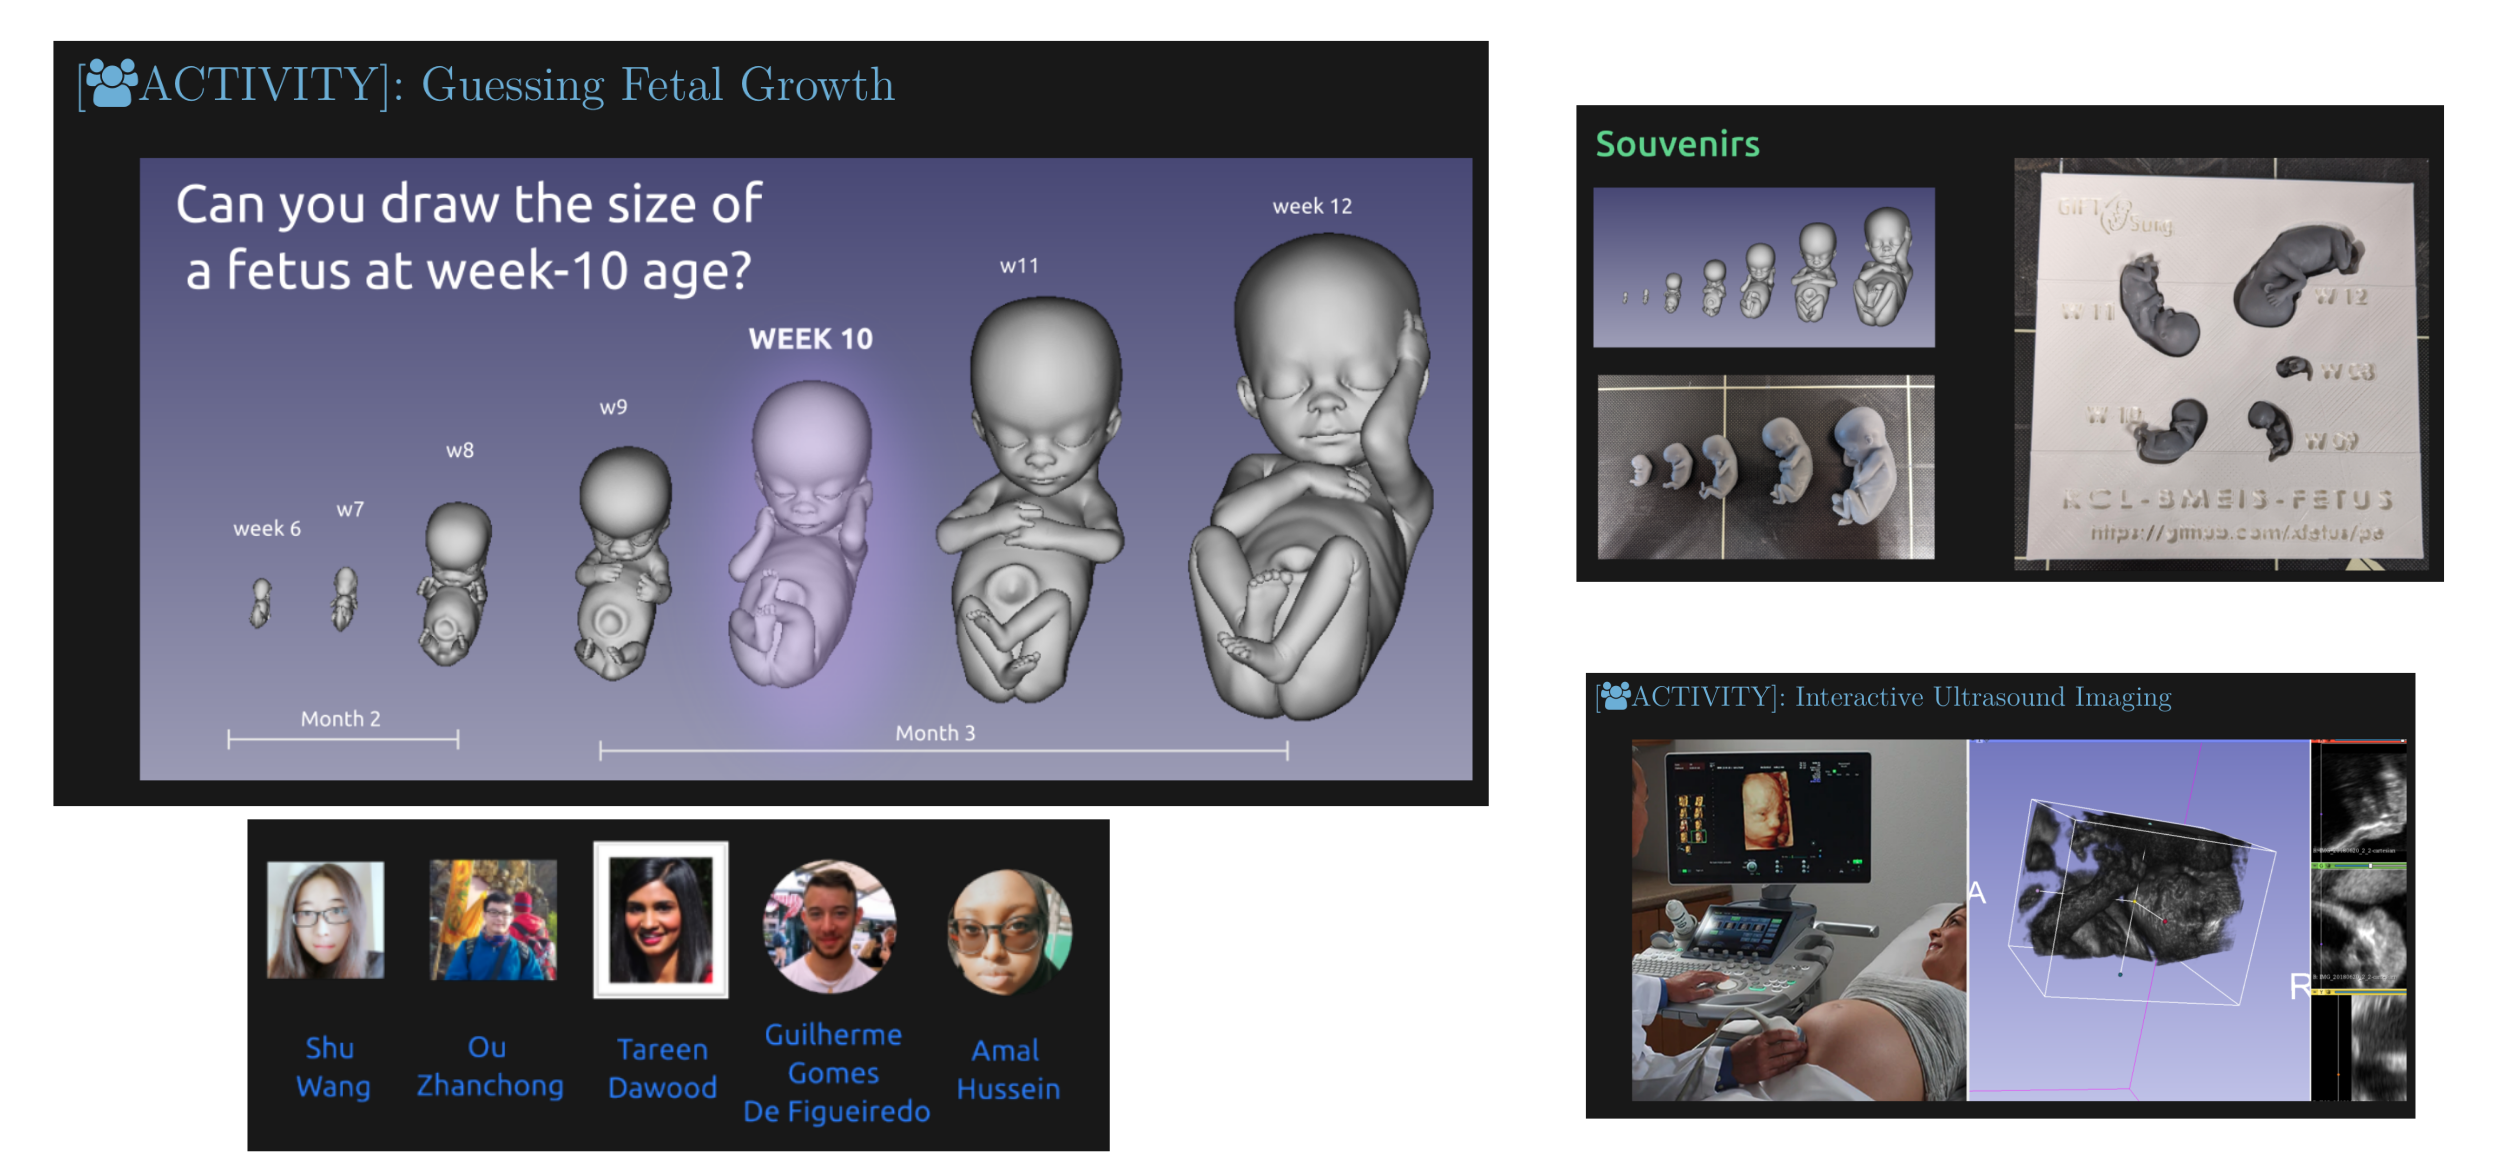 [ACTIVITY]: Guessing Fetal Growth
Can you draw the size of
a fetus at week-10 age?
week 6
w7
w8
w9
WEEK 10
w11
week 12
Month 2
Month 3
Shu
Wang
Ou
Zhanchong
Tareen
Dawood
Guilherme
Gomes
De Figueiredo
Amal
Hussein
Souvenirs
GIFT
Surg
W 11
W 12
W 08
W 10
W 09
KCL-BMEIS-FETUS
https://github.com/xfetus/pe
[ACTIVITY]: Interactive Ultrasound Imaging
A
R